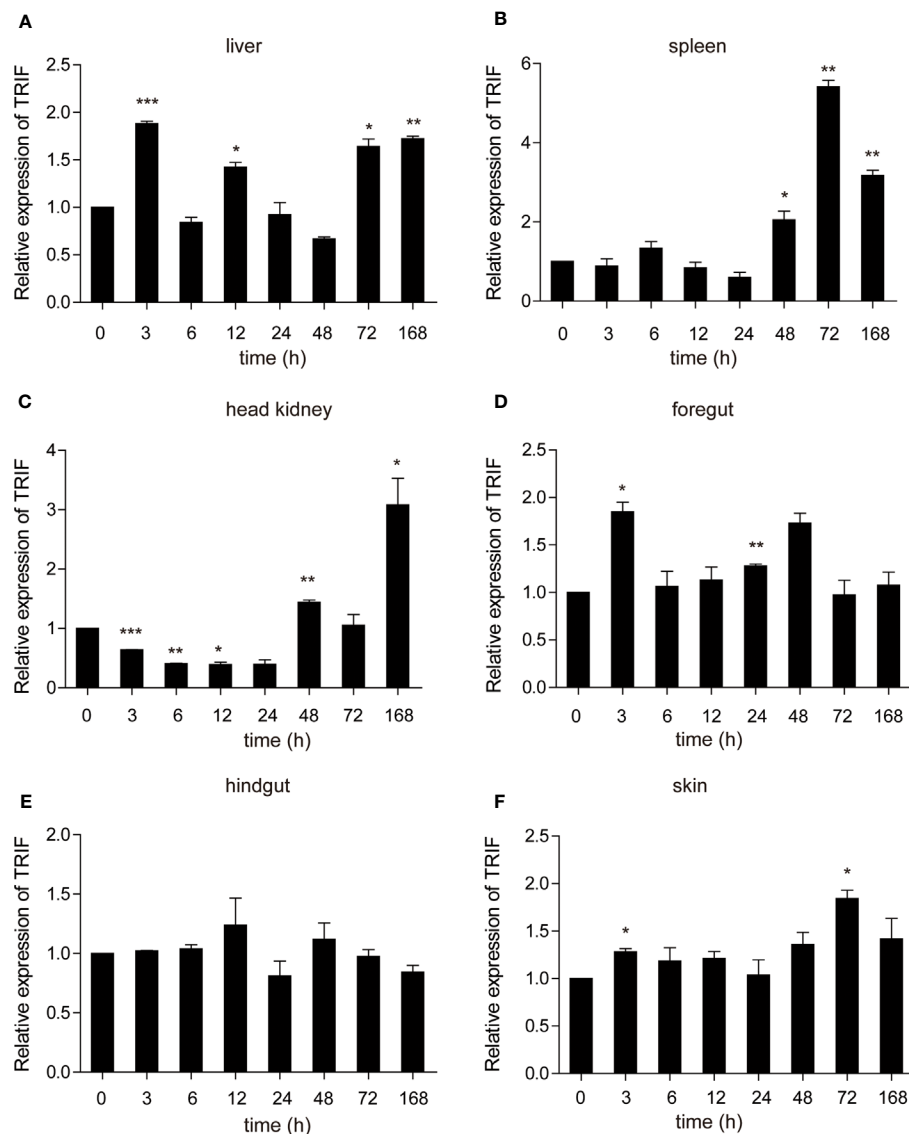 A
liver
Relative expression of TRIF
2.5
2.0
1.5
1.0
0.5
0.0
***
*
*
**
0 3 6 12 24 48 72 168
time (h)
B
spleen
Relative expression of TRIF
6
4
2
0
*
**
**
0 3 6 12 24 48 72 168
time (h)
C
head kidney
Relative expression of TRIF
4
3
2
1
0
***
**
*
**
*
0 3 6 12 24 48 72 168
time (h)
D
foregut
Relative expression of TRIF
2.5
2.0
1.5
1.0
0.5
0.0
*
**
0 3 6 12 24 48 72 168
time (h)
E
hindgut
Relative expression of TRIF
2.0
1.5
1.0
0.5
0.0
0 3 6 12 24 48 72 168
time (h)
F
skin
Relative expression of TRIF
2.5
2.0
1.5
1.0
0.5
0.0
*
*
0 3 6 12 24 48 72 168
time (h)